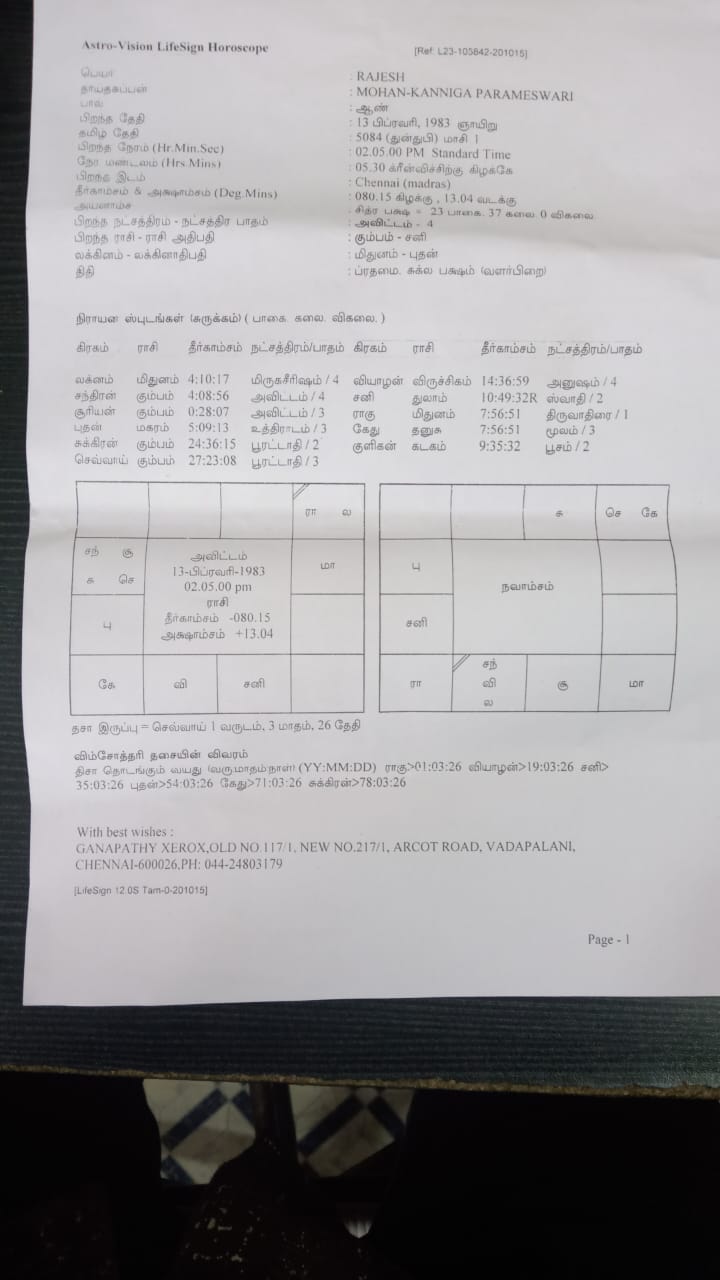 Astro-Vision LifeSign Horoscope [Ref: L23-105842-201015]
பெயர் : RAJESH
தாய்தகப்பன் : MOHAN-KANNIGA PARAMESWARI
பால் : ஆண்
பிறந்த தேதி : 13 பிப்ரவரி, 1983 ஞாயிறு
தமிழ் தேதி : 5084 (துன்துபி) மாசி 1
பிறந்த நேரம் (Hr.Min.Sec) : 02.05.00 PM Standard Time
நேர மண்டலம் (Hrs.Mins) : 05.30 க்ரீன்விச்சிற்கு கிழக்கே
பிறந்த இடம் : Chennai (madras)
தீர்காம்சம் & அக்ஷாம்சம் (Deg.Mins) : 080.15 கிழக்கு , 13.04 வடக்கு
அயனாம்ச : சித்ர பக்ஷ = 23 பாகை. 37 கலை. 0 விகலை.
பிறந்த நட்சத்திரம் - நட்சத்திர பாதம் : அவிட்டம் - 4
பிறந்த ராசி - ராசி அதிபதி : கும்பம் - சனி
லக்கினம் - லக்கினாதிபதி : மிதுனம் - புதன்
திதி : ப்ரதமை, சுக்ல பக்ஷம் (வளர்பிறை)
நிராயன ஸ்புடங்கள் (சுருக்கம்) ( பாகை. கலை. விகலை. )
கிரகம் ராசி தீர்காம்சம் நட்சத்திரம்/பாதம் கிரகம் ராசி தீர்காம்சம் நட்சத்திரம்/பாதம்
லக்னம் மிதுனம் 4:10:17 மிருகசீரிஷம் / 4 வியாழன் விருச்சிகம் 14:36:59 அனுஷம் / 4
சந்திரன் கும்பம் 4:08:56 அவிட்டம் / 4 சனி துலாம் 10:49:32R ஸ்வாதி / 2
சூரியன் கும்பம் 0:28:07 அவிட்டம் / 3 ராகு மிதுனம் 7:56:51 திருவாதிரை / 1
புதன் மகரம் 5:09:13 உத்திராடம் / 3 கேது தனுசு 7:56:51 மூலம் / 3
சுக்கிரன் கும்பம் 24:36:15 பூரட்டாதி / 2 குளிகன் கடகம் 9:35:32 பூசம் / 2
செவ்வாய் கும்பம் 27:23:08 பூரட்டாதி / 3
ரா ல சு செ கே
சந் சூ
சு செ
மா பு
அவிட்டம்
13-பிப்ரவரி-1983
02.05.00 pm
ராசி
தீர்காம்சம் -080.15
அக்ஷாம்சம் +13.04
நவாம்சம்
பு சனி
கே வி சனி ரா சந்
வி
ல சூ மா
தசா இருப்பு = செவ்வாய் 1 வருடம், 3 மாதம், 26 தேதி
விம்சோத்தரி தசையின் விவரம்
திசா தொடங்கும் வயது (வரு:மாதம்:நாள்) (YY:MM:DD) ராகு>01:03:26 வியாழன்>19:03:26 சனி>
35:03:26 புதன்>54:03:26 கேது>71:03:26 சுக்கிரன்>78:03:26
With best wishes :
GANAPATHY XEROX,OLD NO.117/1, NEW NO.217/1, ARCOT ROAD, VADAPALANI,
CHENNAI-600026,PH: 044-24803179
[LifeSign 12.0S Tam-0-201015]
Page - 1